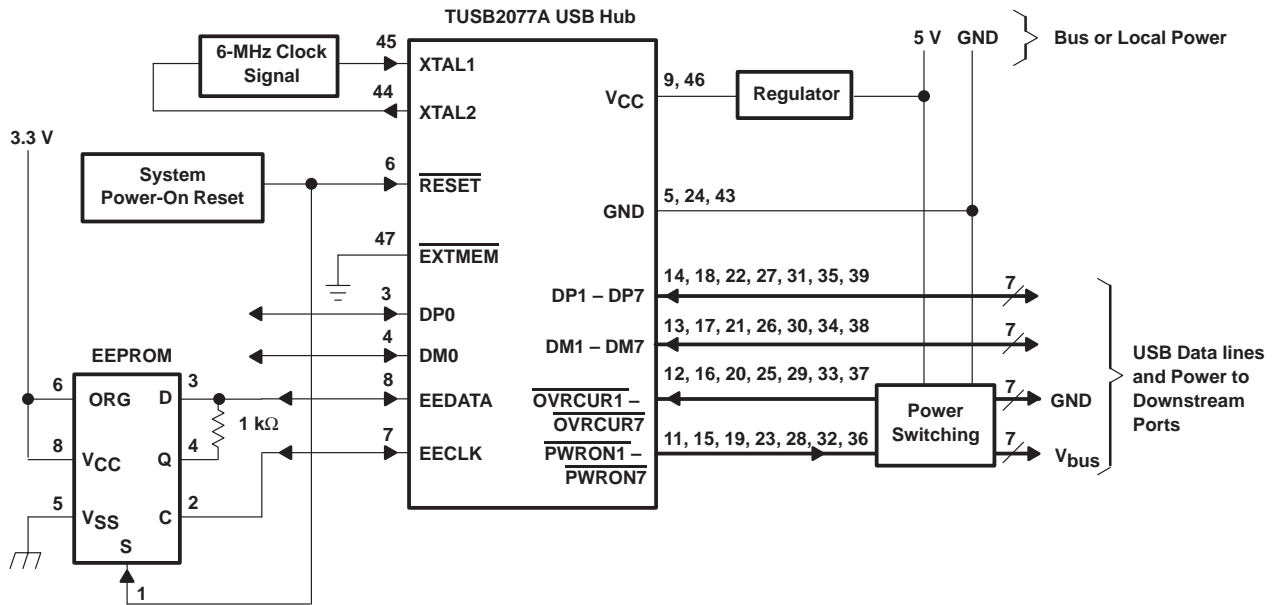 TUSB2077A USB Hub
6-MHz Clock
Signal
45
XTAL1
44
XTAL2
3.3 V
System
Power-On Reset
6
RESET
47
EXTMEM
3
DP0
4
DM0
8
EEDATA
7
EECLK
EEPROM
6
ORG
D
3
1 kΩ
8
VCC
Q
4
5
VSS
C
2
S
1
5 V
GND
Bus or Local Power
VCC
9, 46
Regulator
GND
5, 24, 43
DP1 – DP7
14, 18, 22, 27, 31, 35, 39
7
DM1 – DM7
13, 17, 21, 26, 30, 34, 38
7
OVRCUR1 –
OVRCUR7
12, 16, 20, 25, 29, 33, 37
PWRON1 –
PWRON7
11, 15, 19, 23, 28, 32, 36
Power
Switching
7
GND
7
Vbus
USB Data lines
and Power to
Downstream
Ports